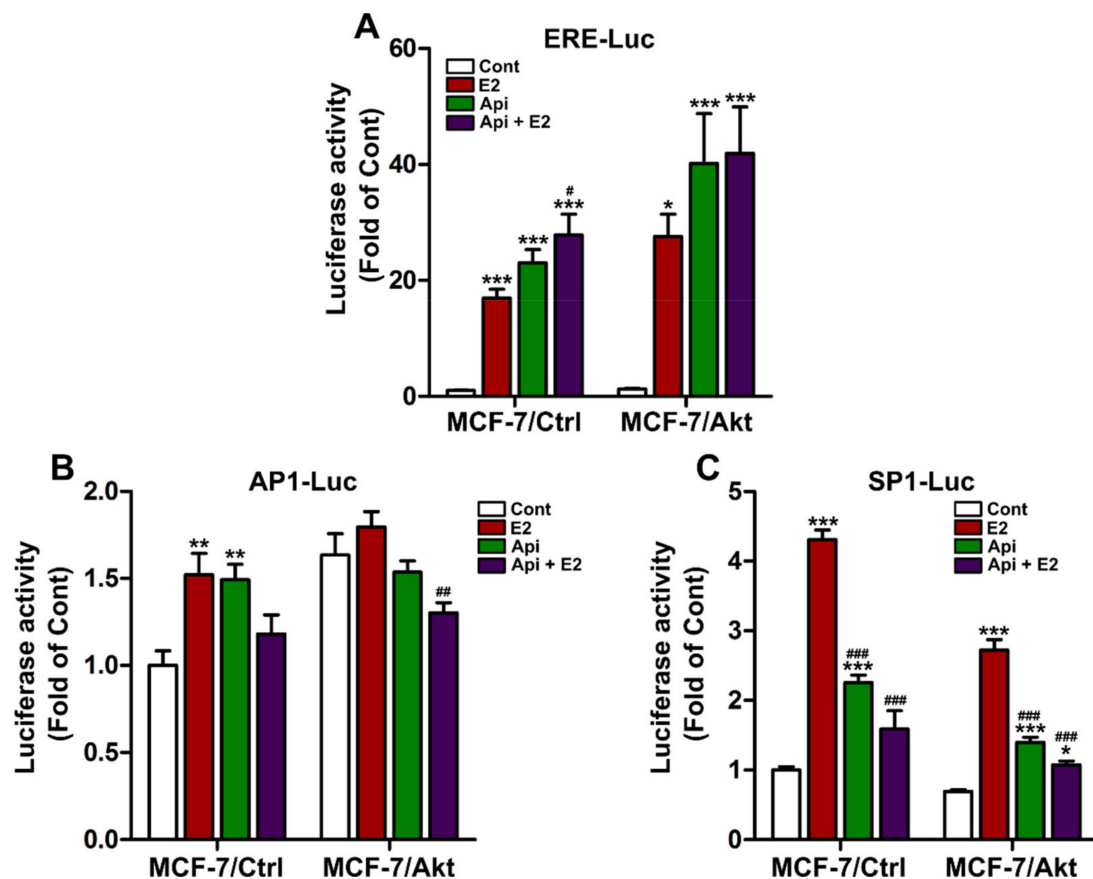 A
ERE-Luc
Luciferase activity
(Fold of Cont)
60
40
20
0
Cont
E2
Api
Api + E2
***
***
#
***
*
***
***
MCF-7/Ctrl
MCF-7/Akt
B
AP1-Luc
Luciferase activity
(Fold of Cont)
2.0
1.5
1.0
0.5
0.0
Cont
E2
Api
Api + E2
**
**
##
MCF-7/Ctrl
MCF-7/Akt
C
SP1-Luc
Luciferase activity
(Fold of Cont)
5
4
3
2
1
0
Cont
E2
Api
Api + E2
***
###
***
###
***
###
***
###
*
MCF-7/Ctrl
MCF-7/Akt